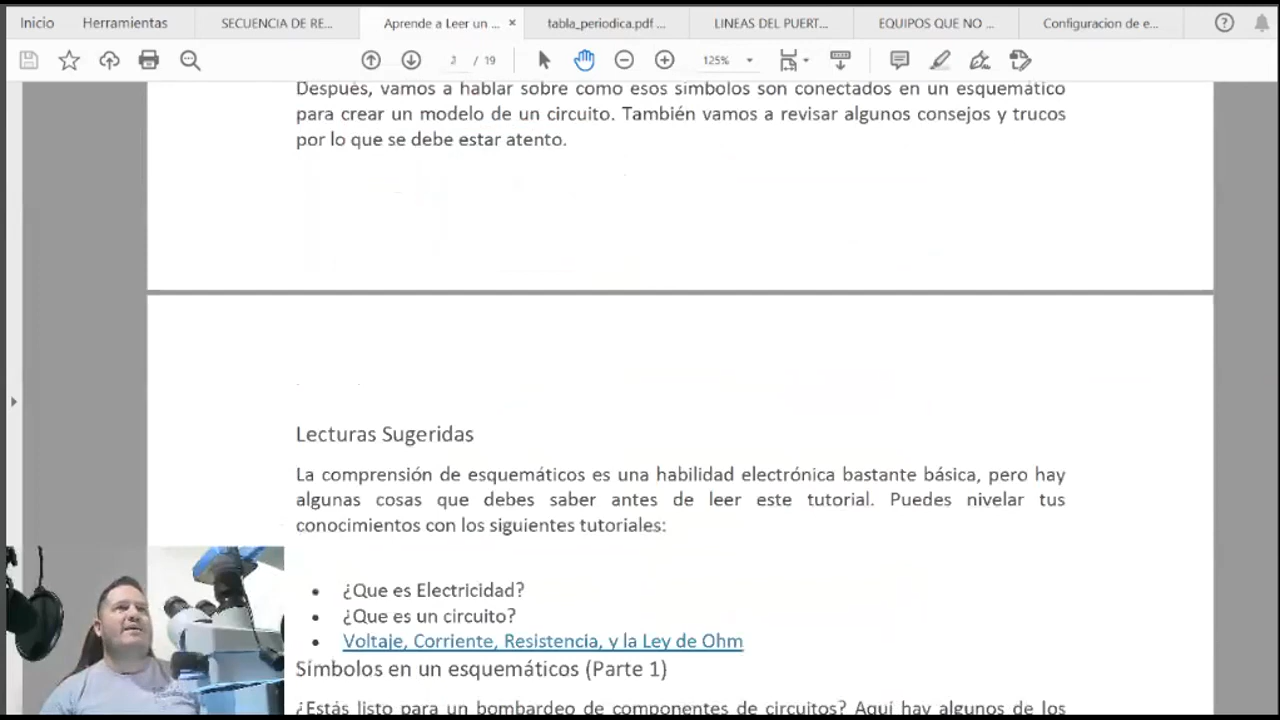 Inicio Herramientas SECUENCIA DE RE... Aprende a Leer un ... × tabla_periodica.pdf ... LINEAS DEL PUERT... EQUIPOS QUE NO ... Configuracion de e...
/ 19 125%
Después, vamos a hablar sobre como esos símbolos son conectados en un esquemático
para crear un modelo de un circuito. También vamos a revisar algunos consejos y trucos
por lo que se debe estar atento.
Lecturas Sugeridas
La comprensión de esquemáticos es una habilidad electrónica bastante básica, pero hay
algunas cosas que debes saber antes de leer este tutorial. Puedes nivelar tus
conocimientos con los siguientes tutoriales:
• ¿Que es Electricidad?
• ¿Que es un circuito?
• Voltaje, Corriente, Resistencia, y la Ley de Ohm
Símbolos en un esquemáticos (Parte 1)
¿Estás listo para un bombardeo de componentes de circuitos? Aquí hay algunos de los